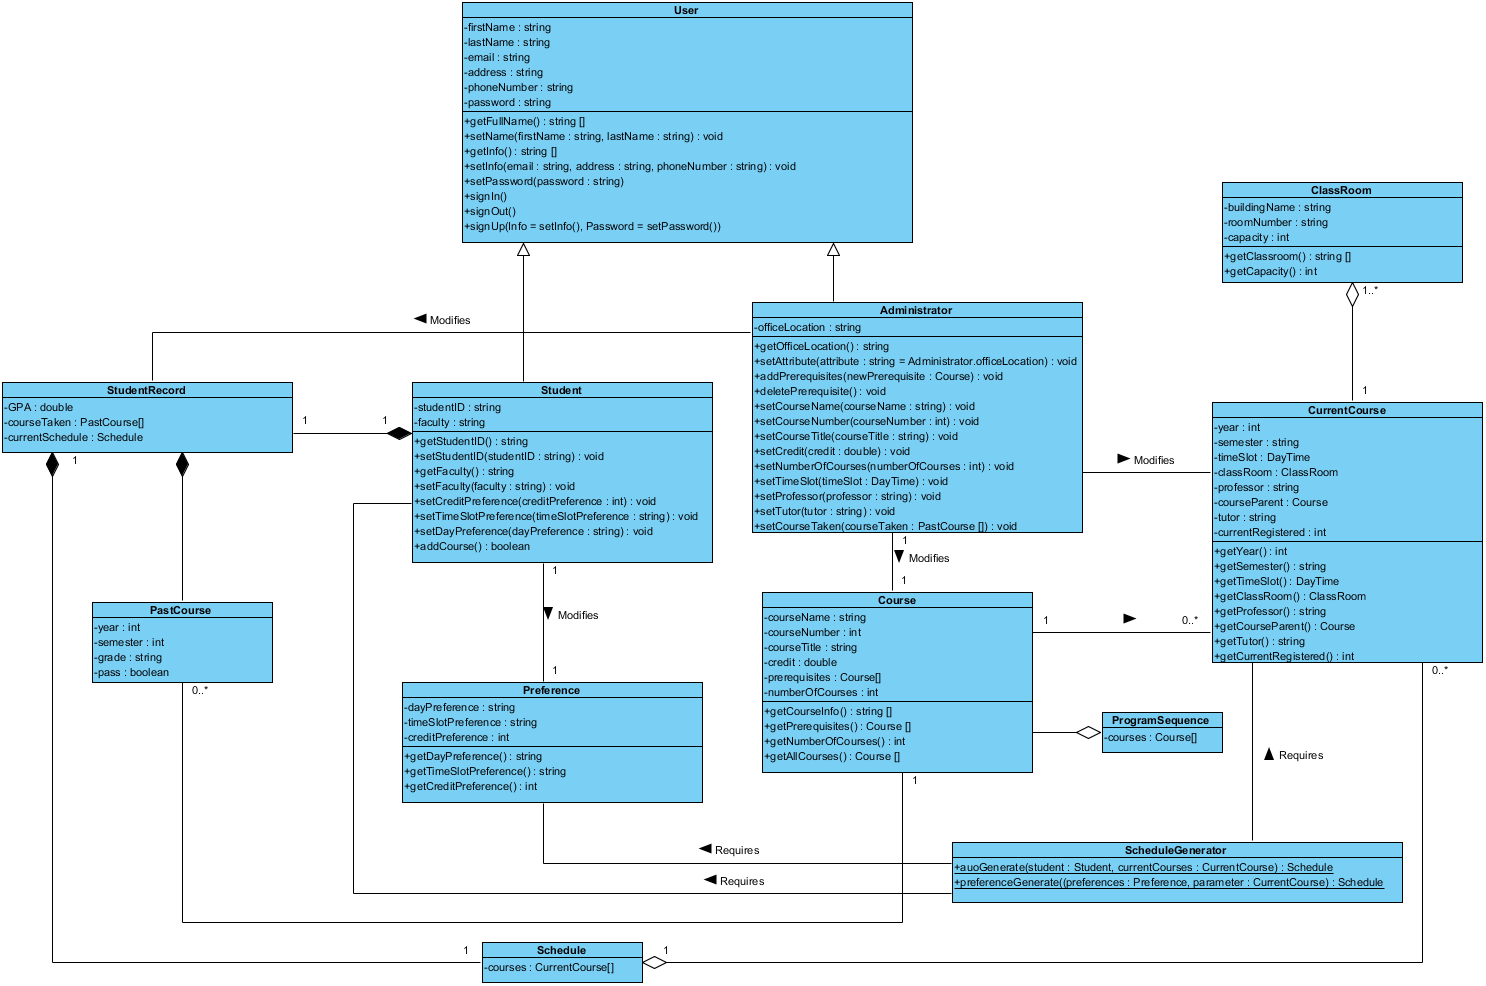 User
-firstName : string
-lastName : string
-email : string
-address : string
-phoneNumber : string
-password : string
+getFullName() : string []
+setName(firstName : string, lastName : string) : void
+getInfo() : string []
+setInfo(email : string, address : string, phoneNumber : string) : void
+setPassword(password : string)
+signIn()
+signOut()
+signUp(Info = setInfo(), Password = setPassword())
ClassRoom
-buildingName : string
-roomNumber : string
-capacity : int
+getClassroom() : string []
+getCapacity() : int
1..*
1
Modifies
Administrator
-officeLocation : string
+getOfficeLocation() : string
+setAttribute(attribute : string = Administrator.officeLocation) : void
+addPrerequisites(newPrerequisite : Course) : void
+deletePrerequisite() : void
+setCourseName(courseName : string) : void
+setCourseNumber(courseNumber : int) : void
+setCourseTitle(courseTitle : string) : void
+setCredit(credit : double) : void
+setNumberOfCourses(numberOfCourses : int) : void
+setTimeSlot(timeSlot : DayTime) : void
+setProfessor(professor : string) : void
+setTutor(tutor : string) : void
+setCourseTaken(courseTaken : PastCourse []) : void
StudentRecord
-GPA : double
-courseTaken : PastCourse[]
-currentSchedule : Schedule
1
1
1
Student
-studentID : string
-faculty : string
+getStudentID() : string
+setStudentID(studentID : string) : void
+getFaculty() : string
+setFaculty(faculty : string) : void
+setCreditPreference(creditPreference : int) : void
+setTimeSlotPreference(timeSlotPreference : string) : void
+setDayPreference(dayPreference : string) : void
+addCourse() : boolean
CurrentCourse
-year : int
-semester : string
-timeSlot : DayTime
-classRoom : ClassRoom
-professor : string
-courseParent : Course
-tutor : string
-currentRegistered : int
+getYear() : int
+getSemester() : string
+getTimeSlot() : DayTime
+getClassRoom() : ClassRoom
+getProfessor() : string
+getCourseParent() : Course
+getTutor() : string
+getCurrentRegistered() : int
Modifies
1
Modifies
1
1
Modifies
1
PastCourse
-year : int
-semester : int
-grade : string
-pass : boolean
0..*
Course
-courseName : string
-courseNumber : int
-courseTitle : string
-credit : double
-prerequisites : Course[]
-numberOfCourses : int
+getCourseInfo() : string []
+getPrerequisites() : Course []
+getNumberOfCourses() : int
+getAllCourses() : Course []
1
0..*
0..*
1
Preference
-dayPreference : string
-timeSlotPreference : string
-creditPreference : int
+getDayPreference() : string
+getTimeSlotPreference() : string
+getCreditPreference() : int
ProgramSequence
-courses : Course[]
Requires
Requires
Requires
ScheduleGenerator
+auoGenerate(student : Student, currentCourses : CurrentCourse) : Schedule
+preferenceGenerate((preferences : Preference, parameter : CurrentCourse) : Schedule
1
Schedule
-courses : CurrentCourse[]
1